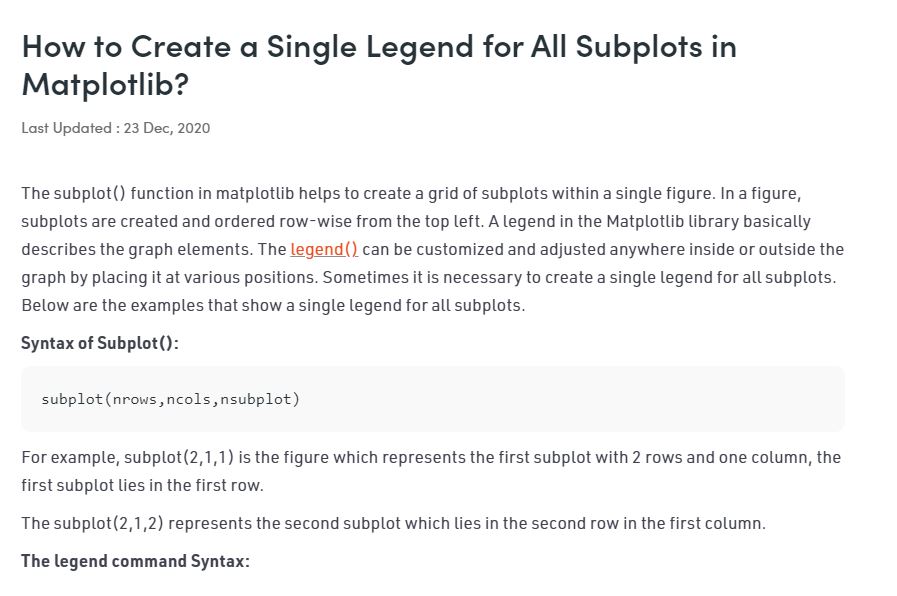 How to Create a Single Legend for All Subplots in
Matplotlib?
Last Updated : 23 Dec, 2020
The subplot() function in matplotlib helps to create a grid of subplots within a single figure. In a figure,
subplots are created and ordered row-wise from the top left. A legend in the Matplotlib library basically
describes the graph elements. The legend() can be customized and adjusted anywhere inside or outside the
graph by placing it at various positions. Sometimes it is necessary to create a single legend for all subplots.
Below are the examples that show a single legend for all subplots.
Syntax of Subplot():
subplot(nrows,ncols,nsubplot)
For example, subplot(2,1,1) is the figure which represents the first subplot with 2 rows and one column, the
first subplot lies in the first row.
The subplot(2,1,2) represents the second subplot which lies in the second row in the first column.
The legend command Syntax: